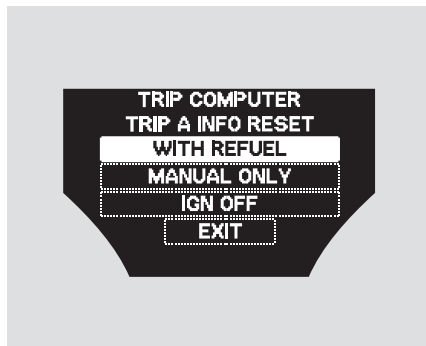 TRIP COMPUTER
TRIP A INFO RESET
WITH REFUEL
MANUAL ONLY
IGN OFF
EXIT